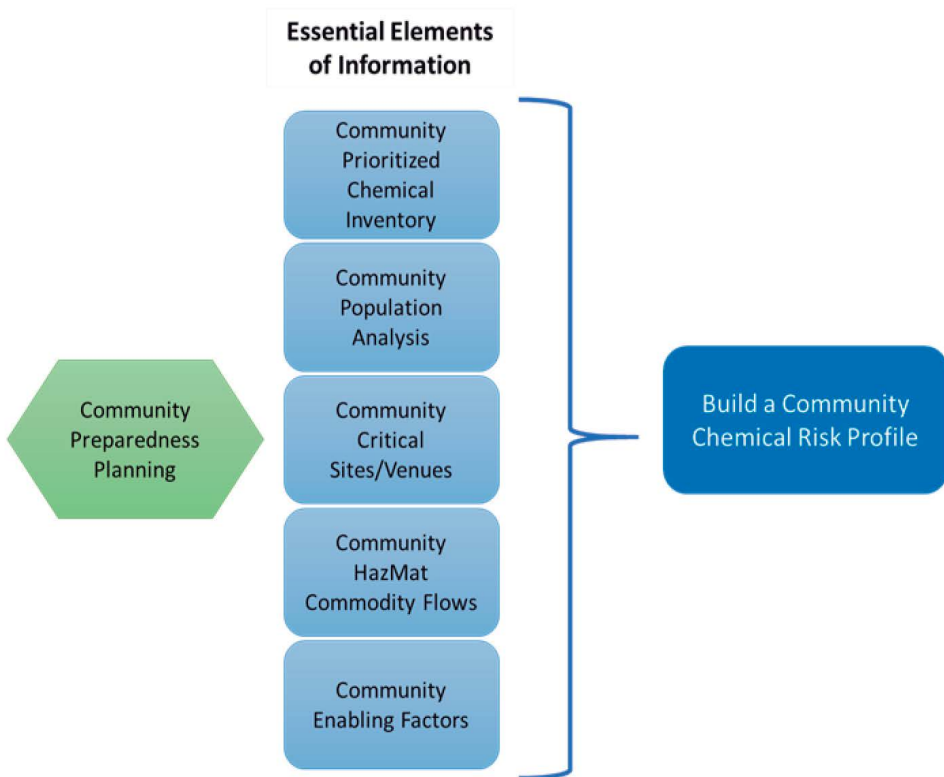 Essential Elements
of Information
Community
Prioritized
Chemical
Inventory
Community
Population
Analysis
Community
Preparedness
Planning
Community
Critical
Sites/Venues
Community
HazMat
Commodity Flows
Community
Enabling Factors
Build a Community
Chemical Risk Profile